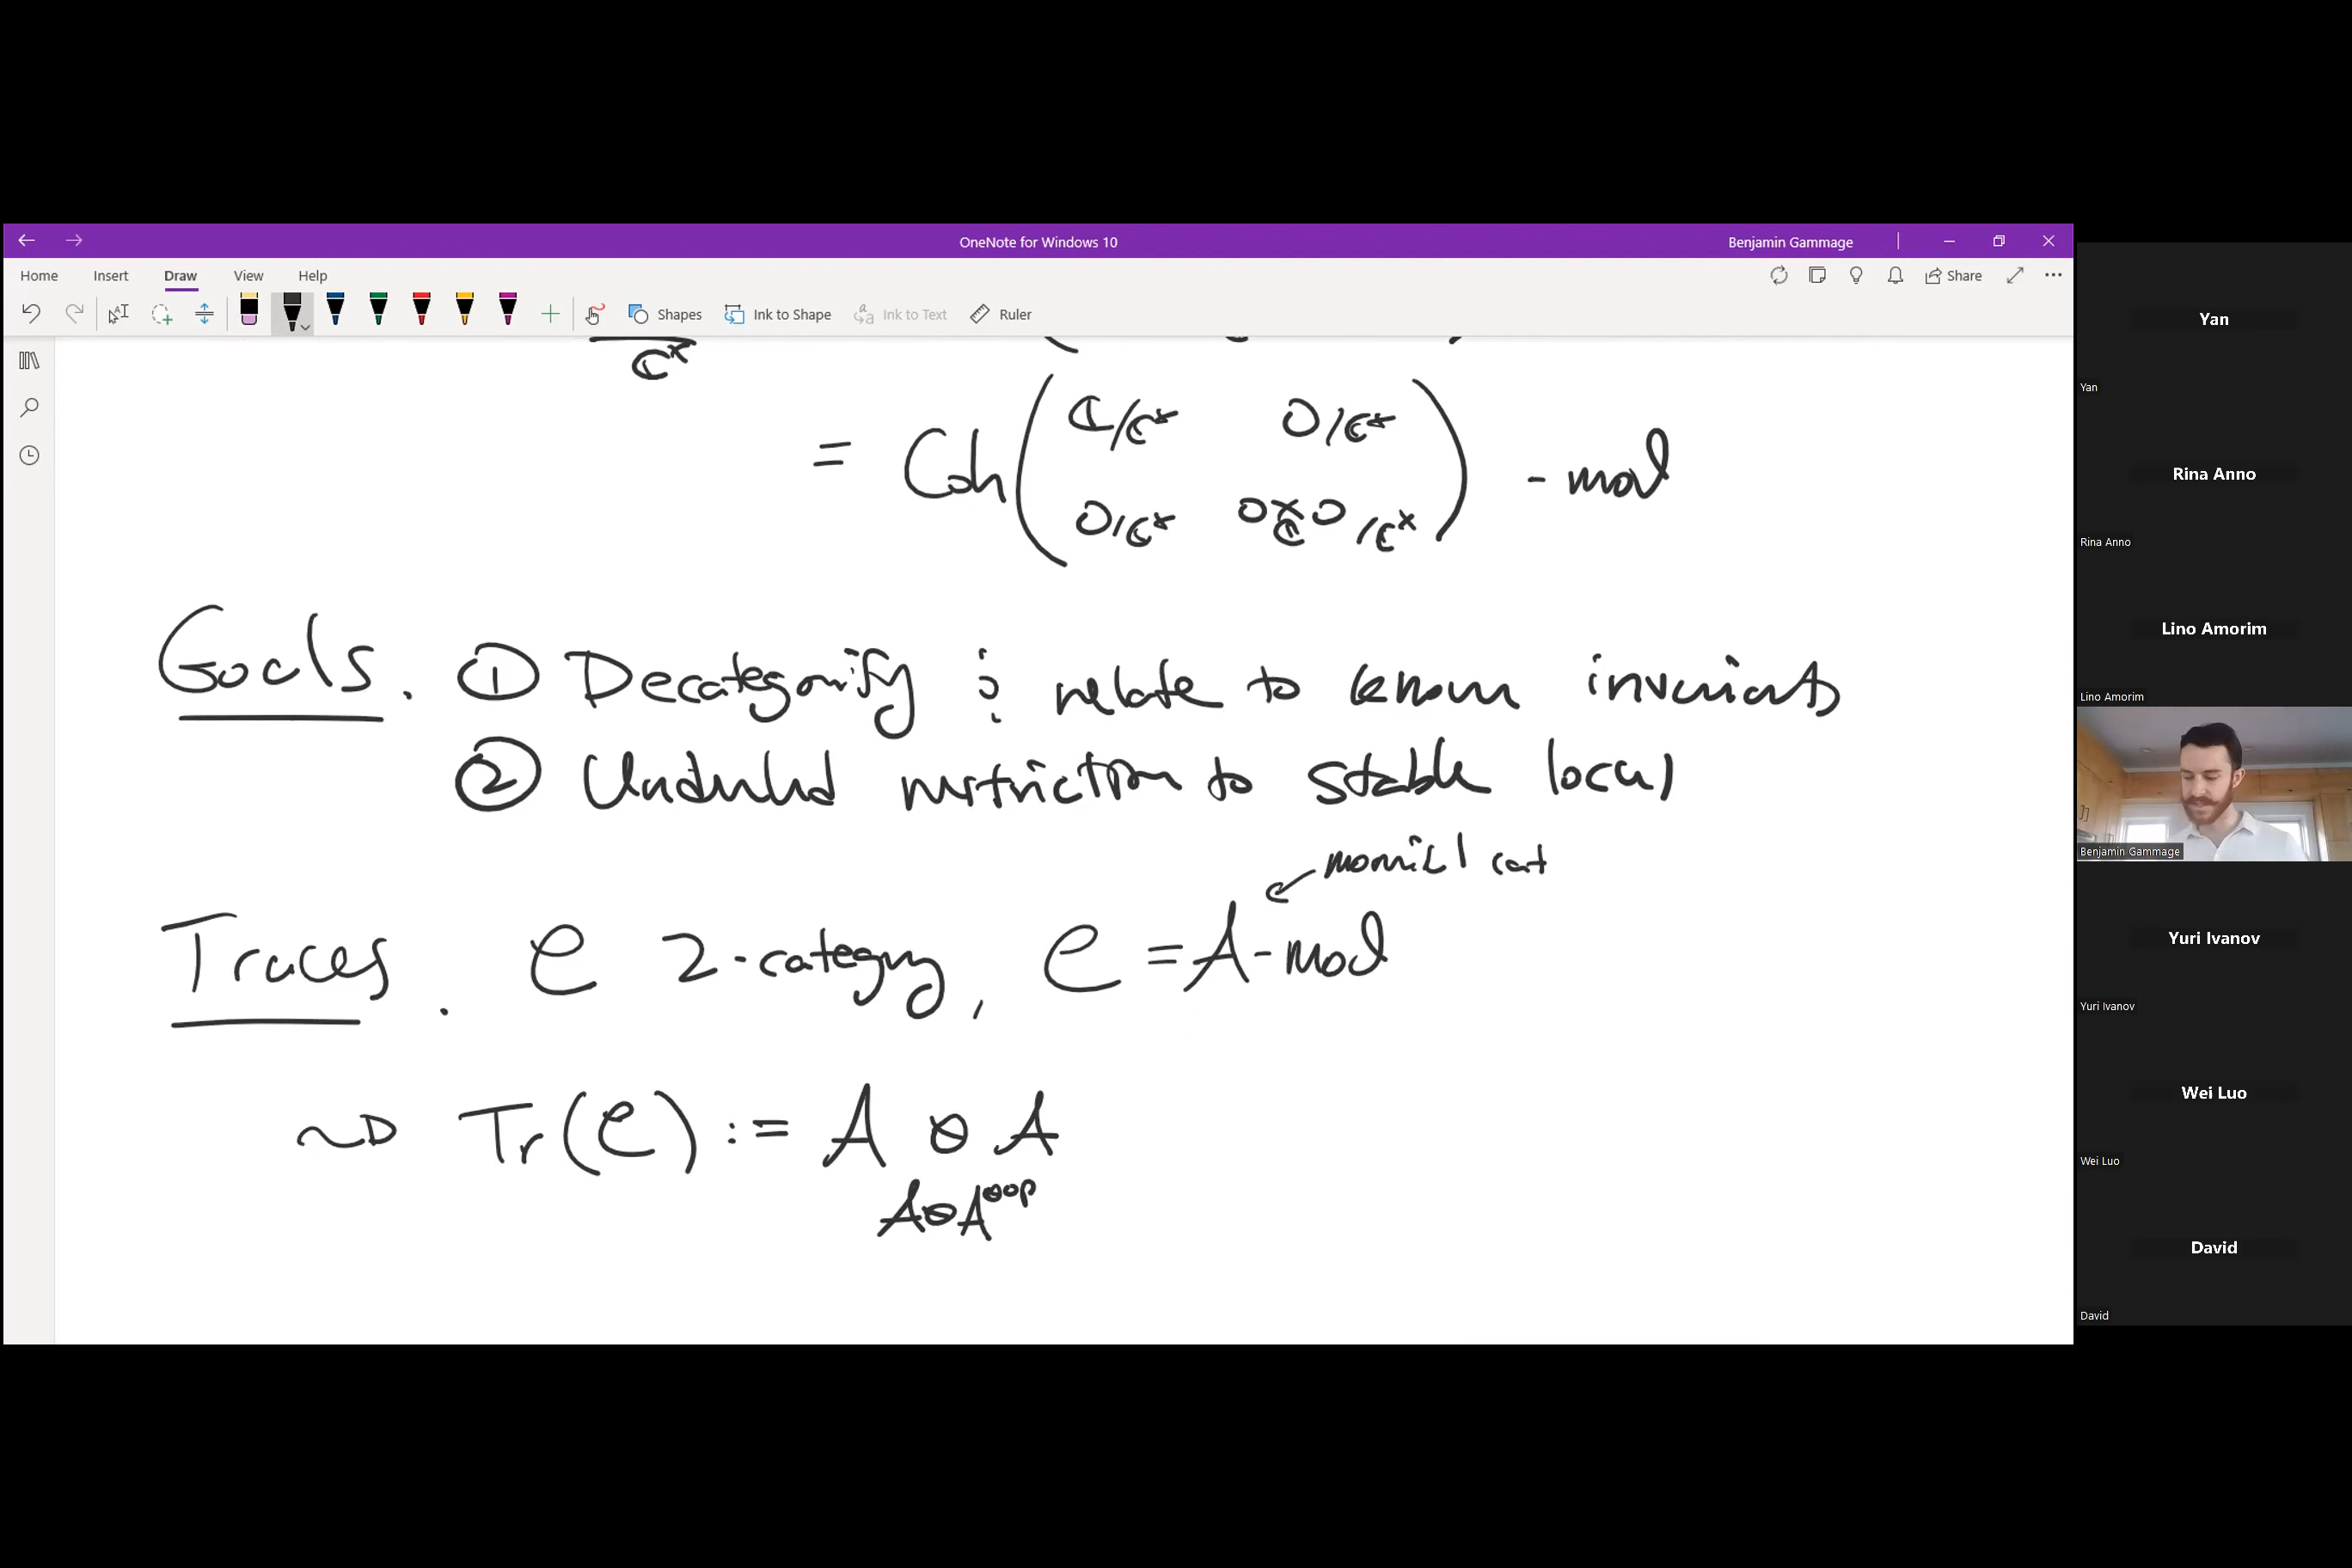 OneNote for Windows 10
Benjamin Gammage
Home Insert Draw View Help
Share
Shapes Ink to Shape Ink to Text Ruler
ℂ^×
= Coh ( ℂ/ℂ^× 0/ℂ^×
0/ℂ^× 0×_ℂ 0/ℂ^× ) - mod
Goals. ① Decategorify & relate to known invariants
② Understand restriction to stable local
monoidal cat
Traces. 𝒞 2-category, 𝒞 = A-mod
⇝ Tr(𝒞) := A ⊗ A
A⊗A^⊗op
Yan
Yan
Rina Anno
Rina Anno
Lino Amorim
Lino Amorim
Benjamin Gammage
Yuri Ivanov
Yuri Ivanov
Wei Luo
Wei Luo
David
David